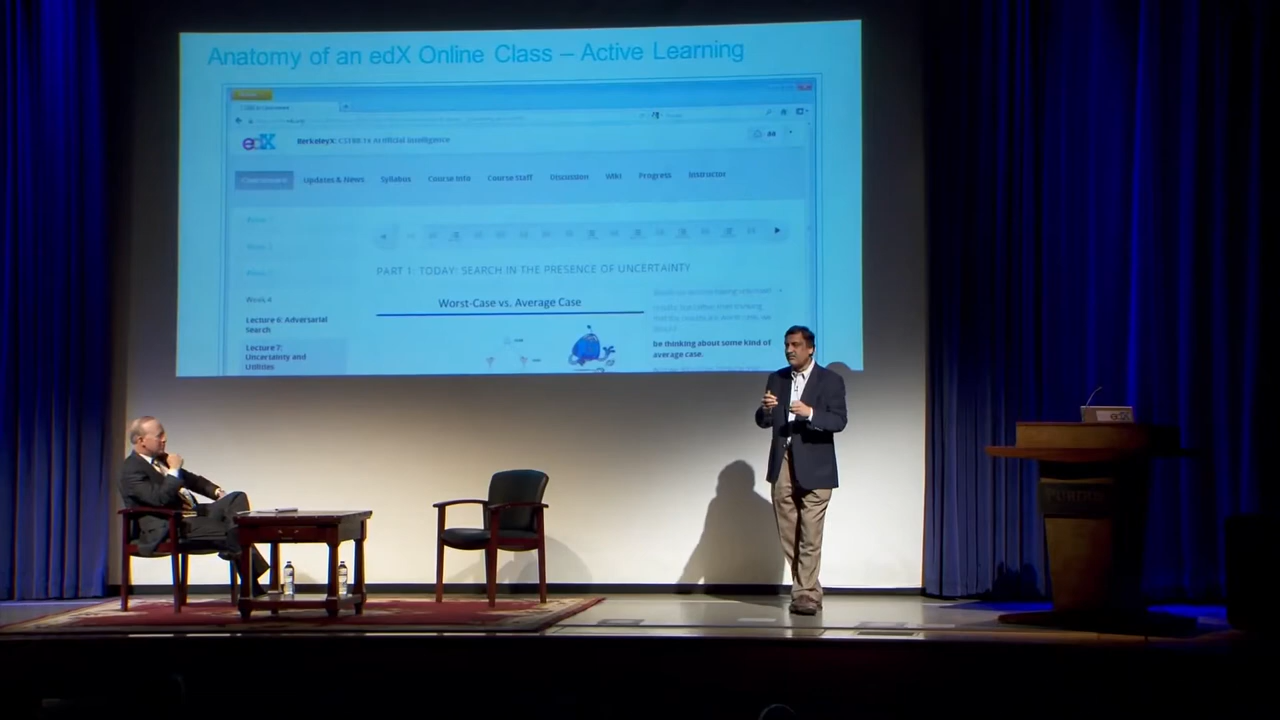 Anatomy of an edX Online Class – Active Learning
edX
BerkeleyX: CS188.1x Artificial Intelligence
Courseware
Updates & News
Syllabus
Course Info
Course Staff
Discussion
Wiki
Progress
Instructor
Week 4
PART 1: TODAY: SEARCH IN THE PRESENCE OF UNCERTAINTY
Worst-Case vs. Average Case
Lecture 6: Adversarial
Search
Lecture 7:
Uncertainty and
Utilities
be thinking about some kind of
average case.
edX
PURDUE